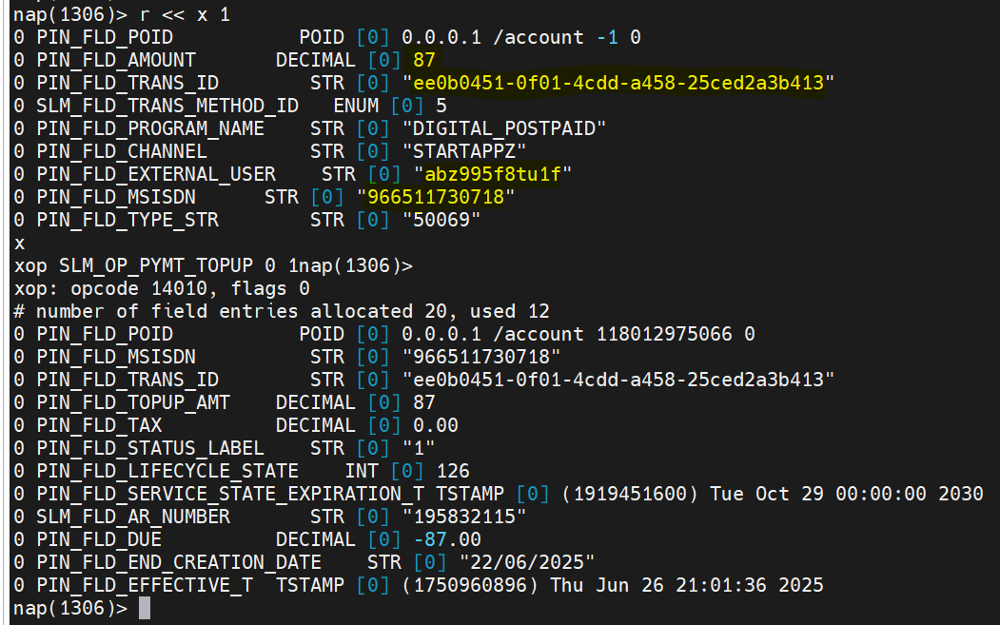 nap(1306)> r << x 1
0 PIN_FLD_POID POID [0] 0.0.0.1 /account -1 0
0 PIN_FLD_AMOUNT DECIMAL [0] 87
0 PIN_FLD_TRANS_ID STR [0] "ee0b0451-0f01-4cdd-a458-25ced2a3b413"
0 SLM_FLD_TRANS_METHOD_ID ENUM [0] 5
0 PIN_FLD_PROGRAM_NAME STR [0] "DIGITAL_POSTPAID"
0 PIN_FLD_CHANNEL STR [0] "STARTAPPZ"
0 PIN_FLD_EXTERNAL_USER STR [0] "abz995f8tu1f"
0 PIN_FLD_MSISDN STR [0] "966511730718"
0 PIN_FLD_TYPE_STR STR [0] "50069"
x
xop SLM_OP_PYMT_TOPUP 0 1nap(1306)>
xop: opcode 14010, flags 0
# number of field entries allocated 20, used 12
0 PIN_FLD_POID POID [0] 0.0.0.1 /account 118012975066 0
0 PIN_FLD_MSISDN STR [0] "966511730718"
0 PIN_FLD_TRANS_ID STR [0] "ee0b0451-0f01-4cdd-a458-25ced2a3b413"
0 PIN_FLD_TOPUP_AMT DECIMAL [0] 87
0 PIN_FLD_TAX DECIMAL [0] 0.00
0 PIN_FLD_STATUS_LABEL STR [0] "1"
0 PIN_FLD_LIFECYCLE_STATE INT [0] 126
0 PIN_FLD_SERVICE_STATE_EXPIRATION_T TSTAMP [0] (1919451600) Tue Oct 29 00:00:00 2030
0 SLM_FLD_AR_NUMBER STR [0] "195832115"
0 PIN_FLD_DUE DECIMAL [0] -87.00
0 PIN_FLD_END_CREATION_DATE STR [0] "22/06/2025"
0 PIN_FLD_EFFECTIVE_T TSTAMP [0] (1750960896) Thu Jun 26 21:01:36 2025
nap(1306)>